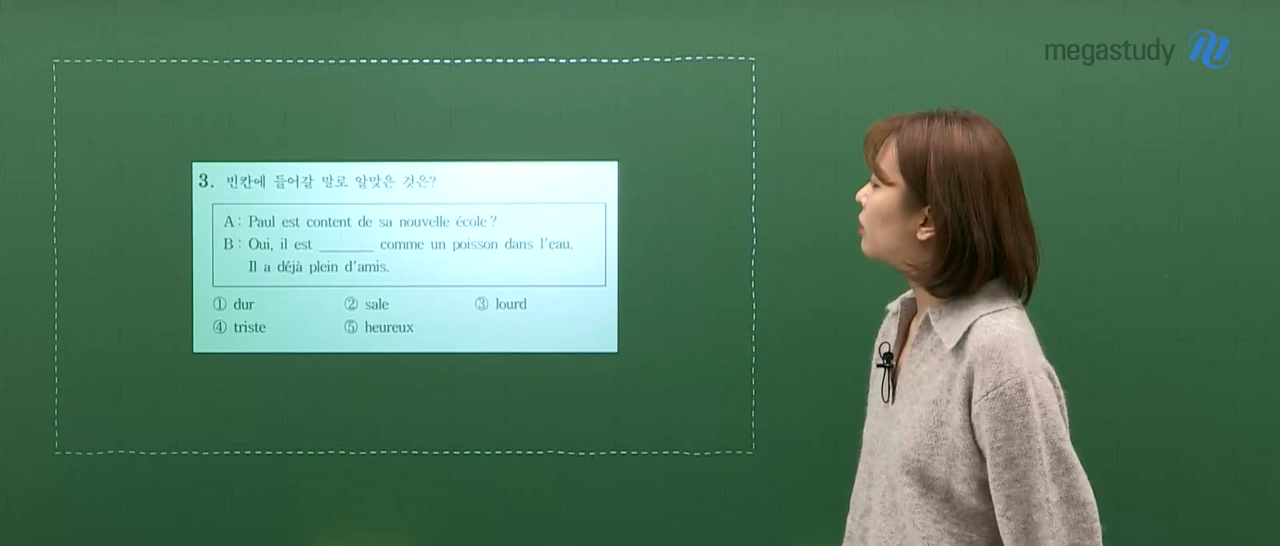 megastudy
3. 빈칸에 들어갈 말로 알맞은 것은?
A : Paul est content de sa nouvelle école ?
B : Oui, il est ________ comme un poisson dans l'eau.
Il a déjà plein d'amis.
① dur ② sale ③ lourd
④ triste ⑤ heureux